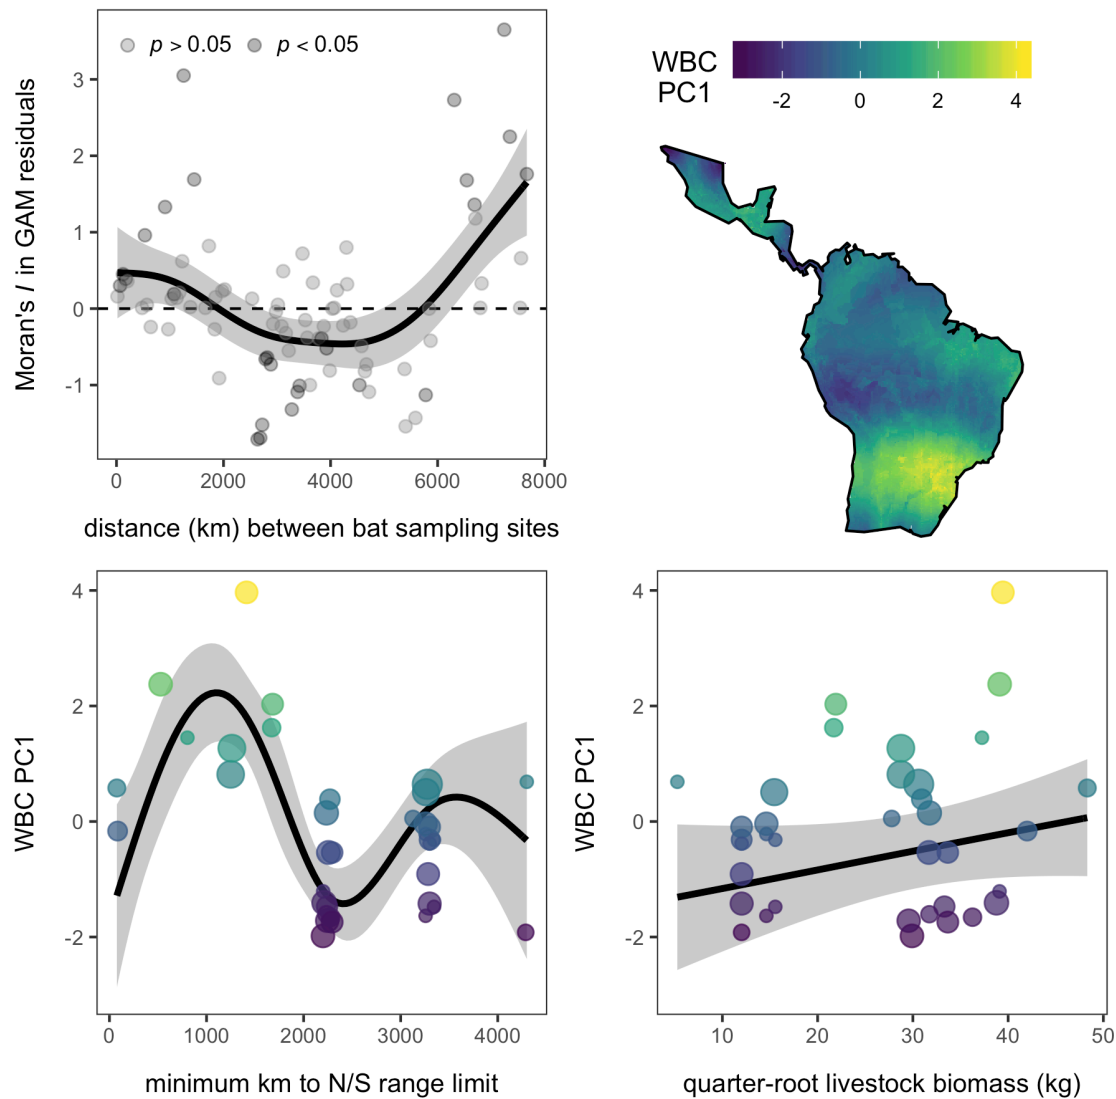 p > 0.05 p < 0.05
Moran's I in GAM residuals
3
2
1
0
-1
0 2000 4000 6000 8000
distance (km) between bat sampling sites
WBC
PC1
-2 0 2 4
WBC PC1
4
2
0
-2
0 1000 2000 3000 4000
minimum km to N/S range limit
WBC PC1
4
2
0
-2
10 20 30 40 50
quarter-root livestock biomass (kg)